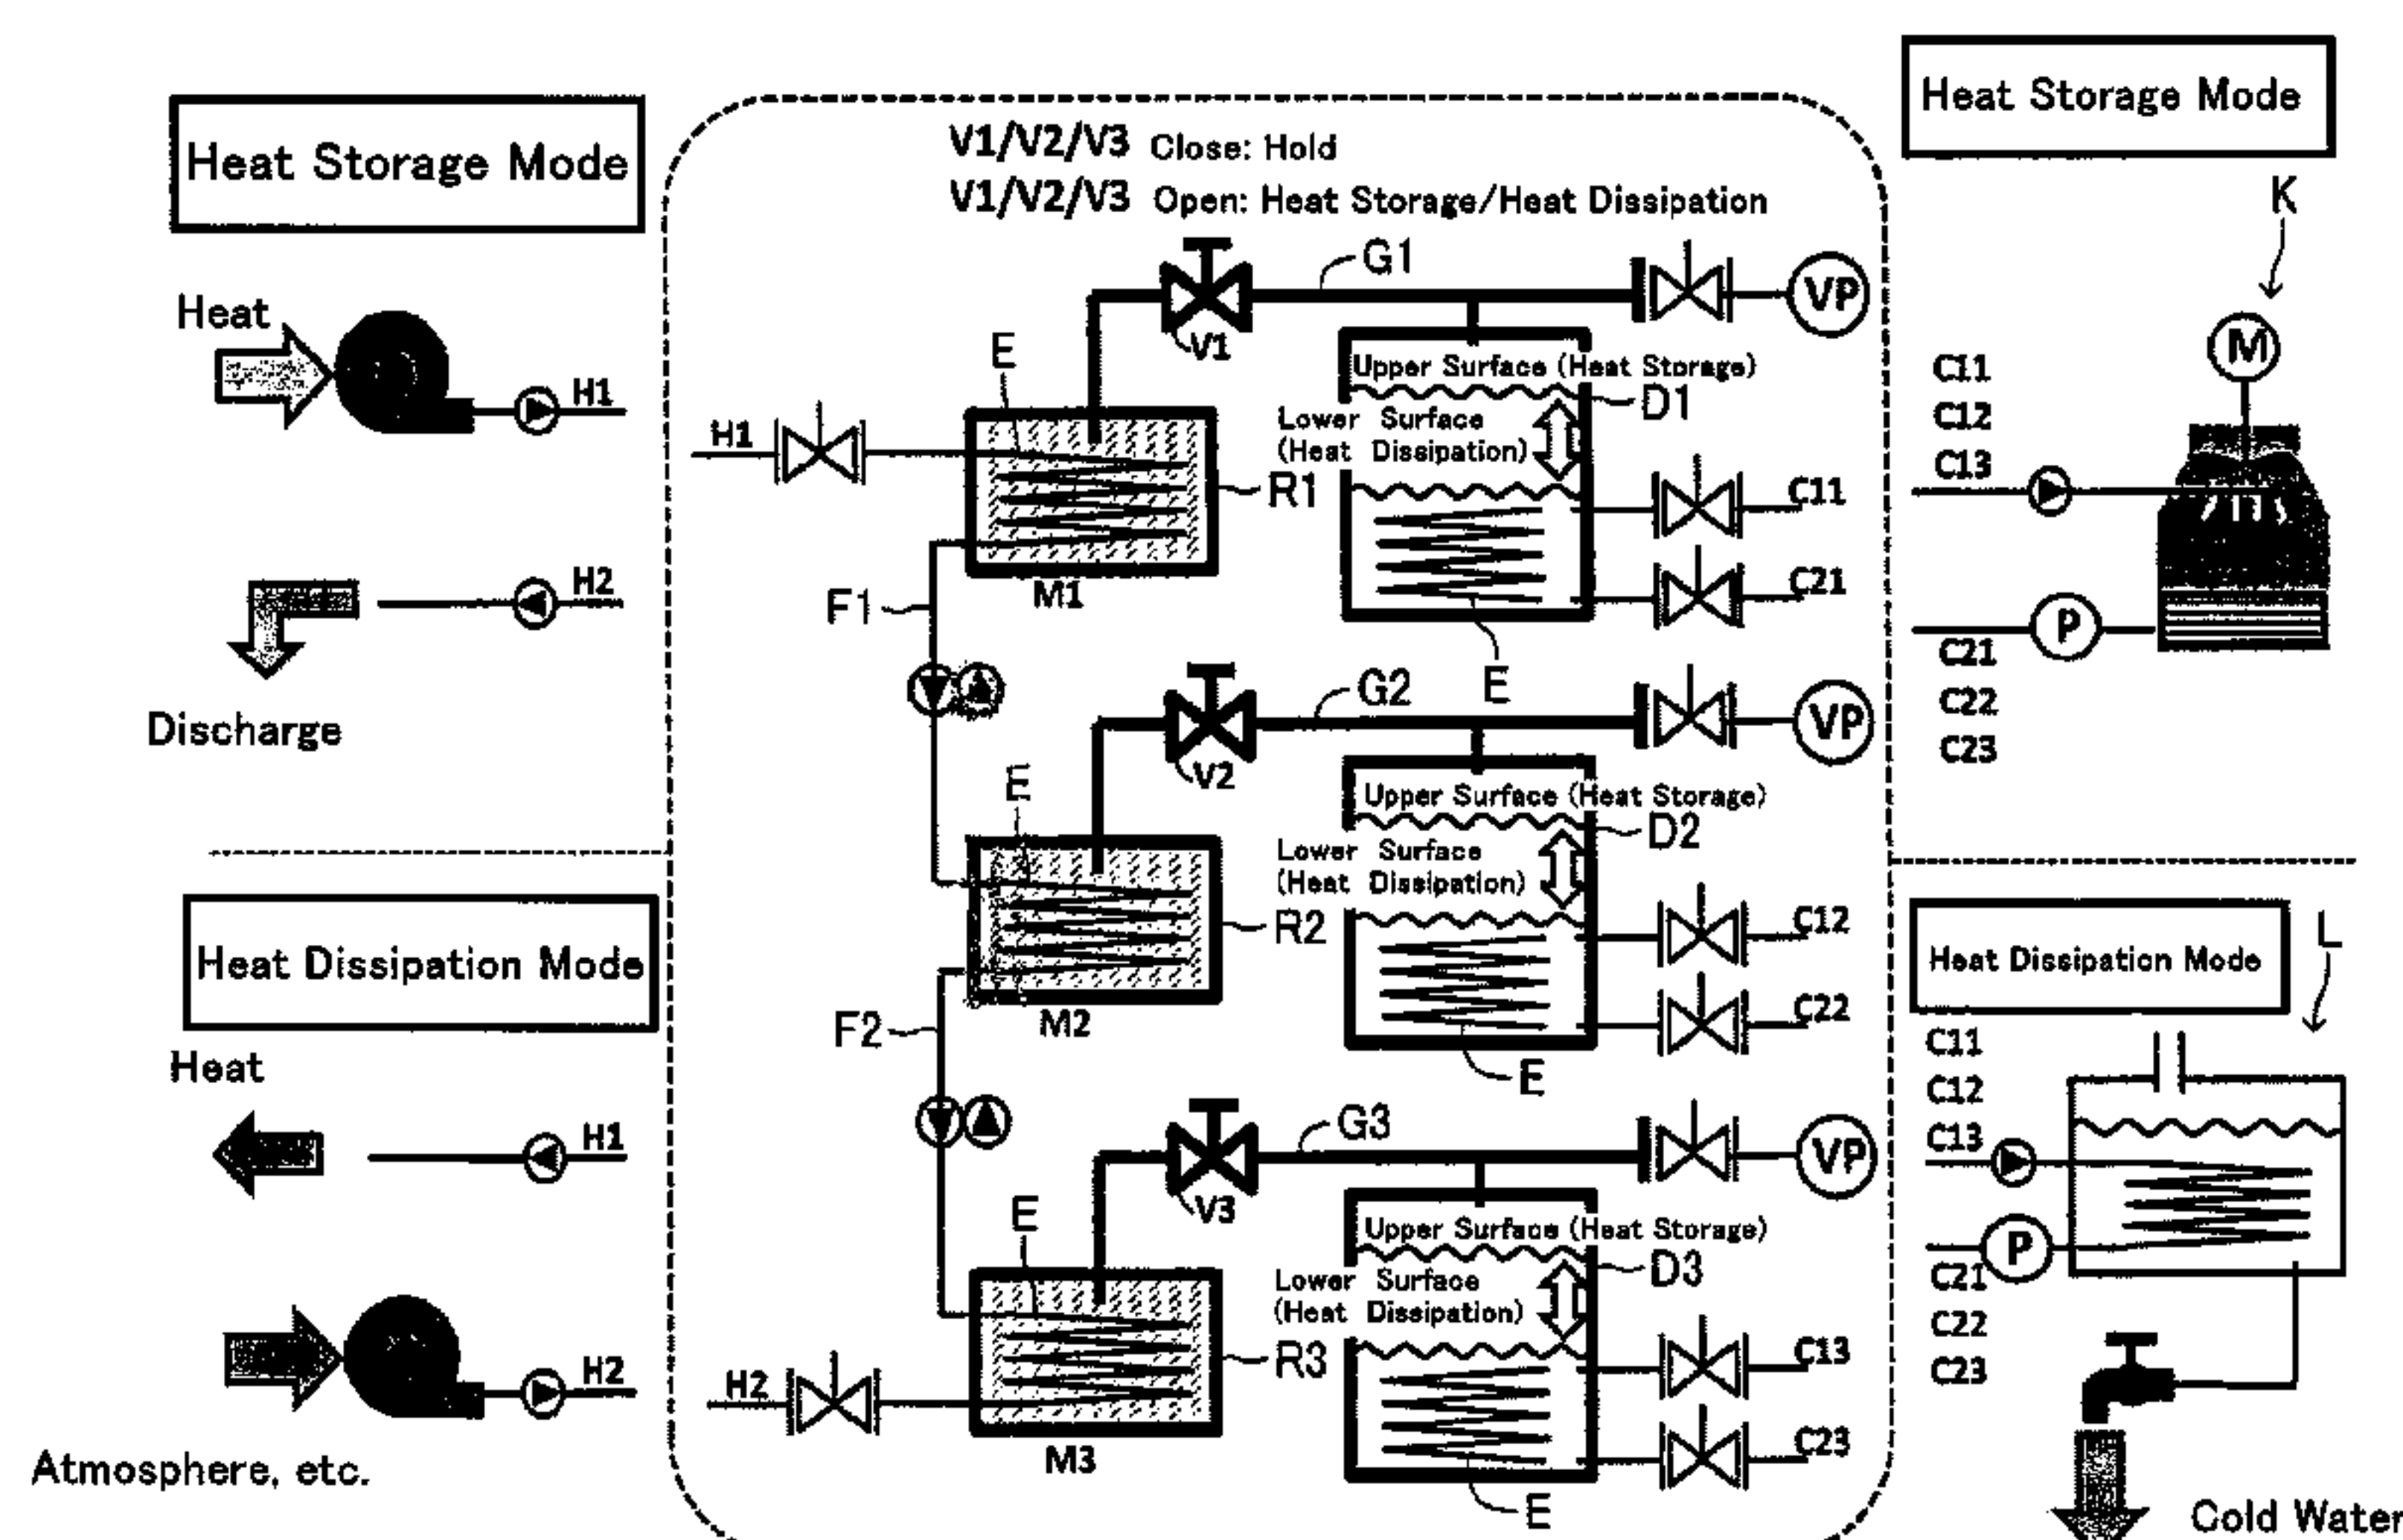 Heat Storage Mode
Heat
H1
H2
Discharge
Heat Dissipation Mode
Heat
H1
H2
Atmosphere, etc.
V1/V2/V3 Close: Hold
V1/V2/V3 Open: Heat Storage/Heat Dissipation
G1
VP
V1
E
Upper Surface (Heat Storage)
D1
Lower Surface
(Heat Dissipation)
H1
R1
C11
M1
C21
F1
E
G2
VP
V2
E
Upper Surface (Heat Storage)
D2
Lower Surface
(Heat Dissipation)
R2
C12
M2
C22
F2
E
G3
VP
V3
E
Upper Surface (Heat Storage)
D3
Lower Surface
(Heat Dissipation)
R3
C13
H2
M3
C23
E
Heat Storage Mode
K
M
C11
C12
C13
P
C21
C22
C23
Heat Dissipation Mode
L
C11
C12
C13
P
C21
C22
C23
Cold Water